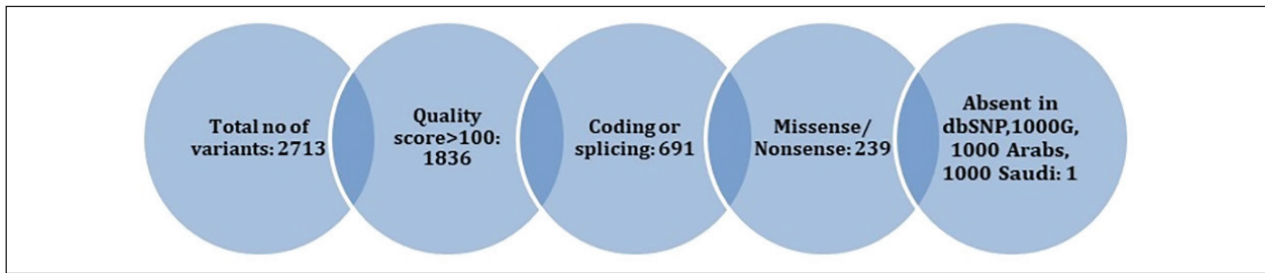 Total no of
variants: 2713
Quality
score>100:
1836
Coding or
splicing: 691
Missense/
Nonsense: 239
Absent in
dbSNP,1000G,
1000 Arabs,
1000 Saudi: 1